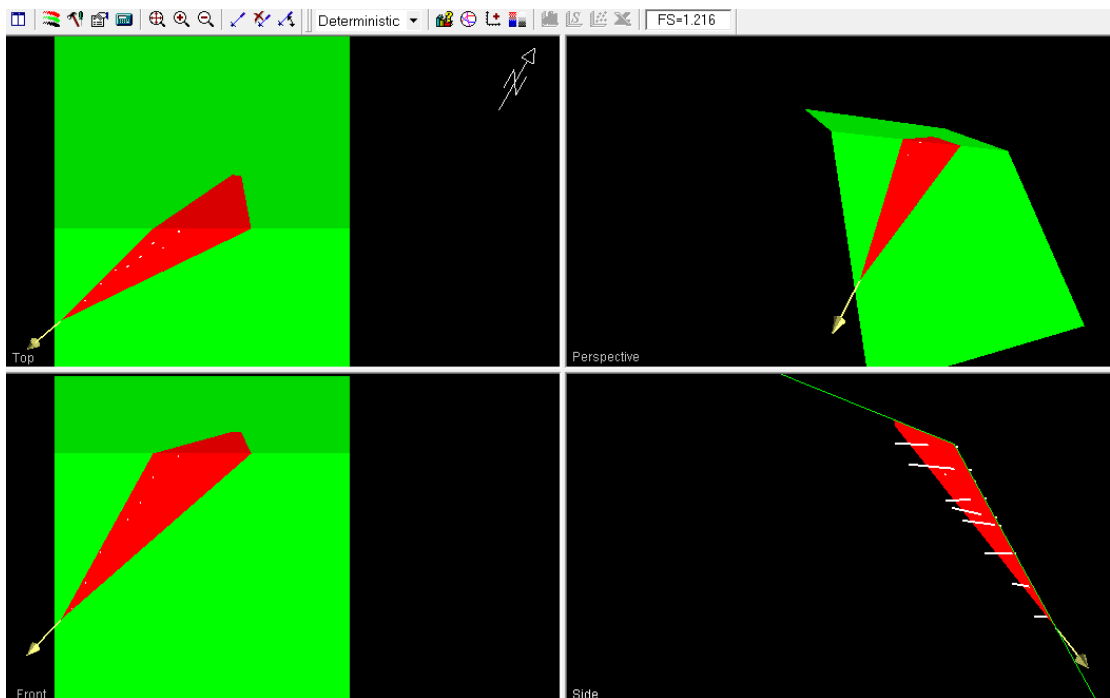 Deterministic FS=1.216
N
Top
Perspective
Front
Side